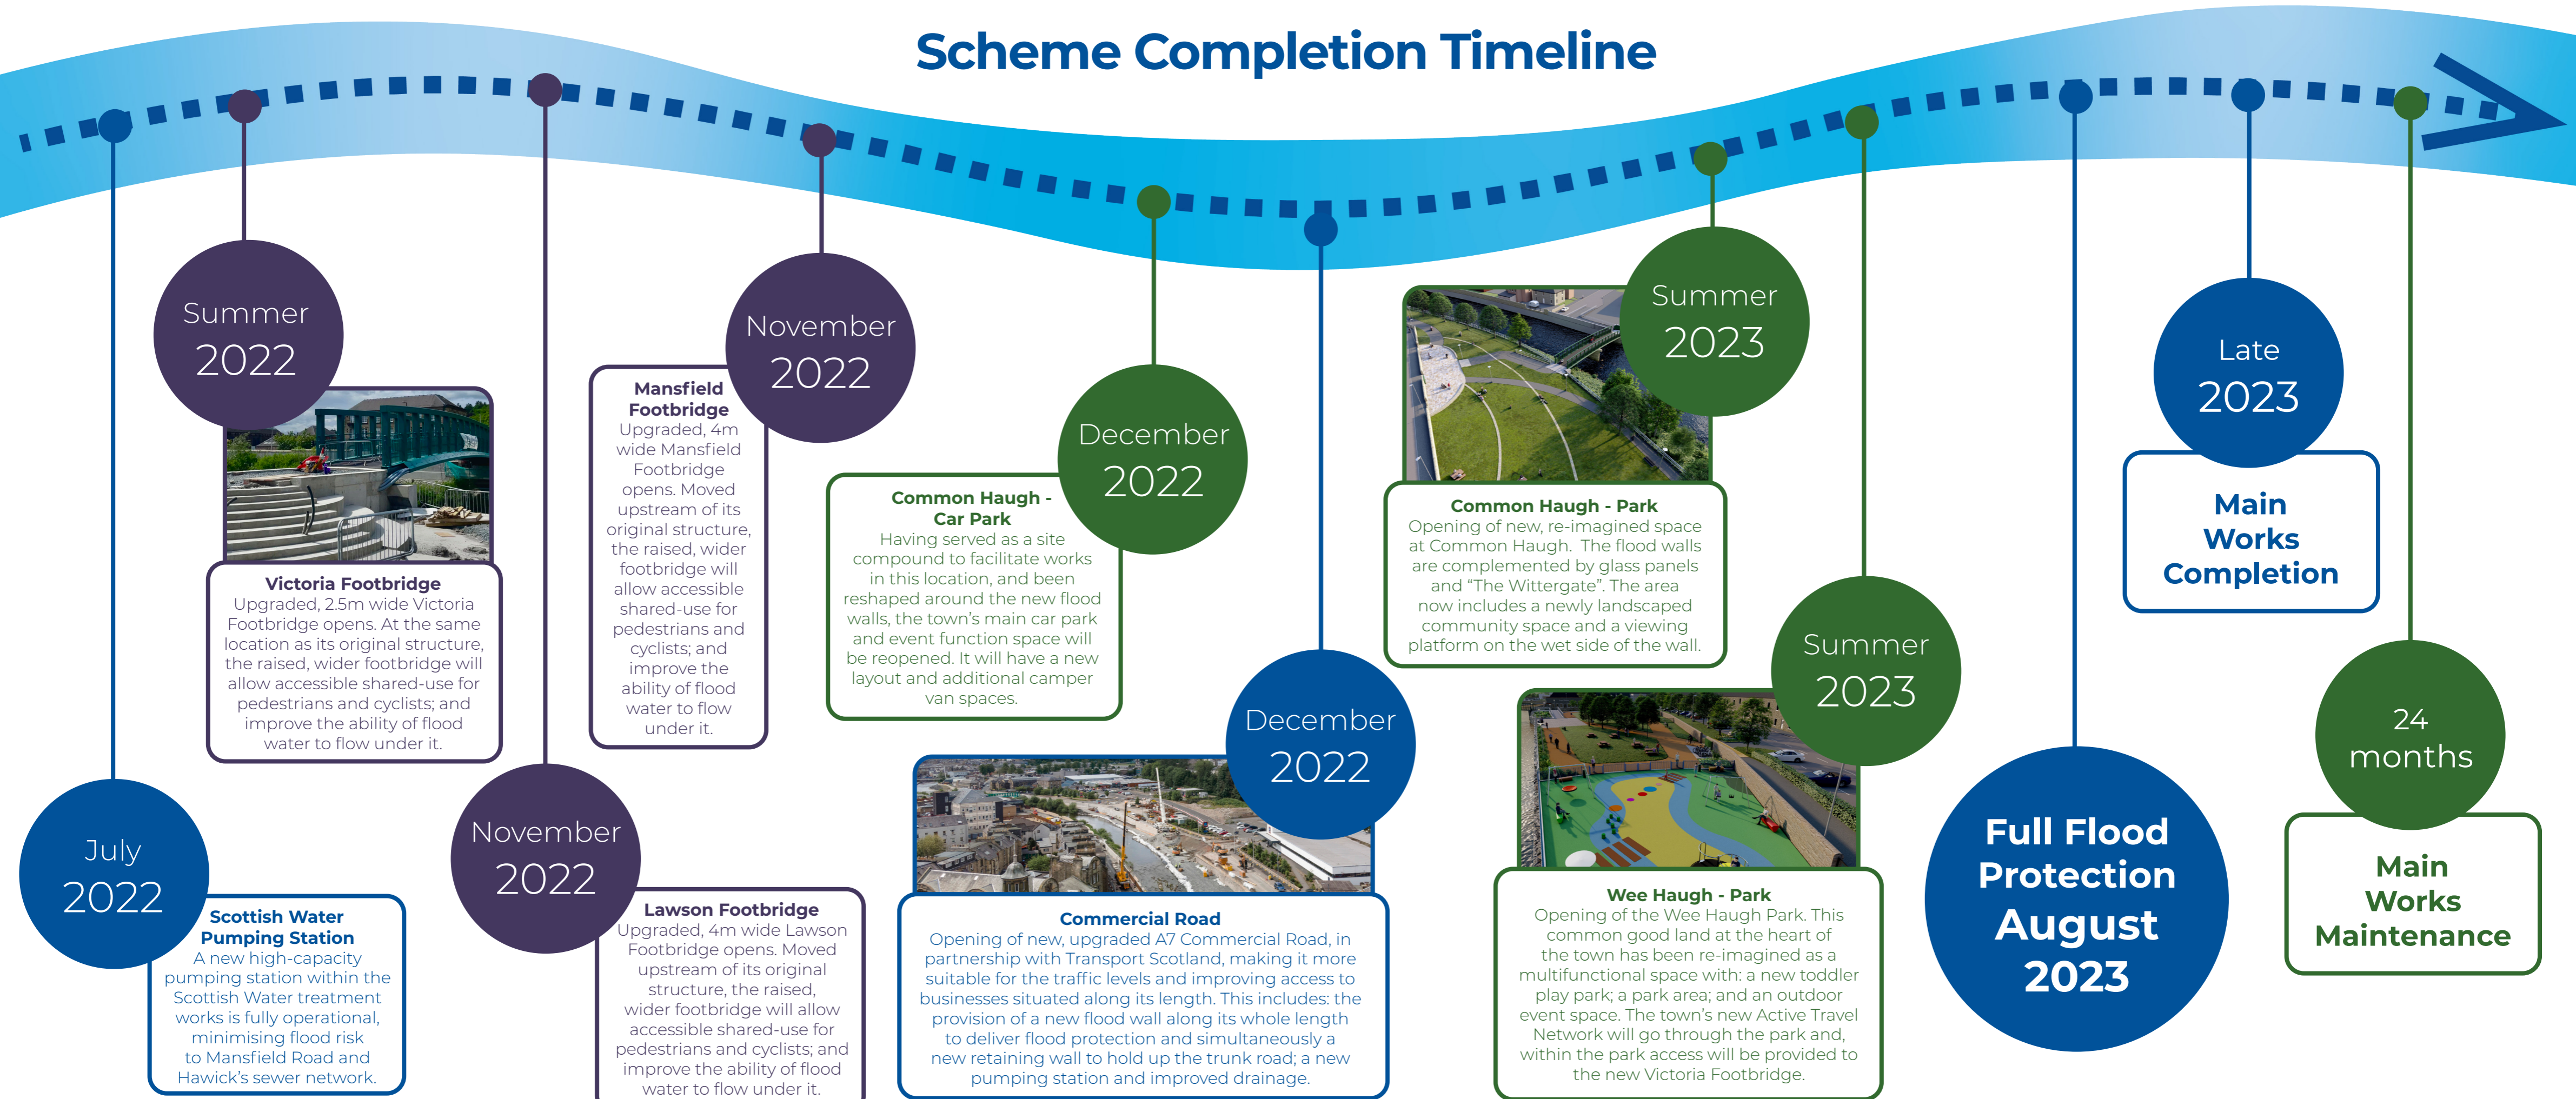 Scheme Completion Timeline
July
2022
Scottish Water
Pumping Station
A new high-capacity
pumping station within the
Scottish Water treatment
works is fully operational,
minimising flood risk
to Mansfield Road and
Hawick's sewer network.
Summer
2022
Victoria Footbridge
Upgraded, 2.5m wide Victoria
Footbridge opens. At the same
location as its original structure,
the raised, wider footbridge will
allow accessible shared-use for
pedestrians and cyclists; and
improve the ability of flood
water to flow under it.
November
2022
Lawson Footbridge
Upgraded, 4m wide Lawson
Footbridge opens. Moved
upstream of its original
structure, the raised,
wider footbridge will allow
accessible shared-use for
pedestrians and cyclists; and
improve the ability of flood
water to flow under it.
November
2022
Mansfield
Footbridge
Upgraded, 4m
wide Mansfield
Footbridge
opens. Moved
upstream of its
original structure,
the raised, wider
footbridge will
allow accessible
shared-use for
pedestrians and
cyclists; and
improve the
ability of flood
water to flow
under it.
December
2022
Common Haugh -
Car Park
Having served as a site
compound to facilitate works
in this location, and been
reshaped around the new flood
walls, the town's main car park
and event function space will
be reopened. It will have a new
layout and additional camper
van spaces.
December
2022
Commercial Road
Opening of new, upgraded A7 Commercial Road, in
partnership with Transport Scotland, making it more
suitable for the traffic levels and improving access to
businesses situated along its length. This includes: the
provision of a new flood wall along its whole length
to deliver flood protection and simultaneously a
new retaining wall to hold up the trunk road; a new
pumping station and improved drainage.
Summer
2023
Common Haugh - Park
Opening of new, re-imagined space
at Common Haugh. The flood walls
are complemented by glass panels
and “The Wittergate”. The area
now includes a newly landscaped
community space and a viewing
platform on the wet side of the wall.
Summer
2023
Wee Haugh - Park
Opening of the Wee Haugh Park. This
common good land at the heart of
the town has been re-imagined as a
multifunctional space with: a new toddler
play park; a park area; and an outdoor
event space. The town's new Active Travel
Network will go through the park and,
within the park access will be provided to
the new Victoria Footbridge.
Full Flood
Protection
August
2023
Late
2023
Main
Works
Completion
24
months
Main
Works
Maintenance